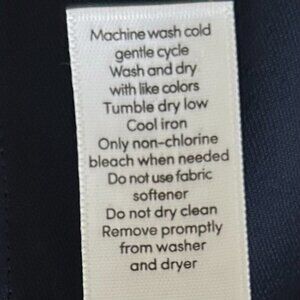 Machine wash cold
gentle cycle
Wash and dry
with like colors
Tumble dry low
Cool iron
Only non-chlorine
bleach when needed
Do not use fabric
softener
Do not dry clean
Remove promptly
from washer
and dryer